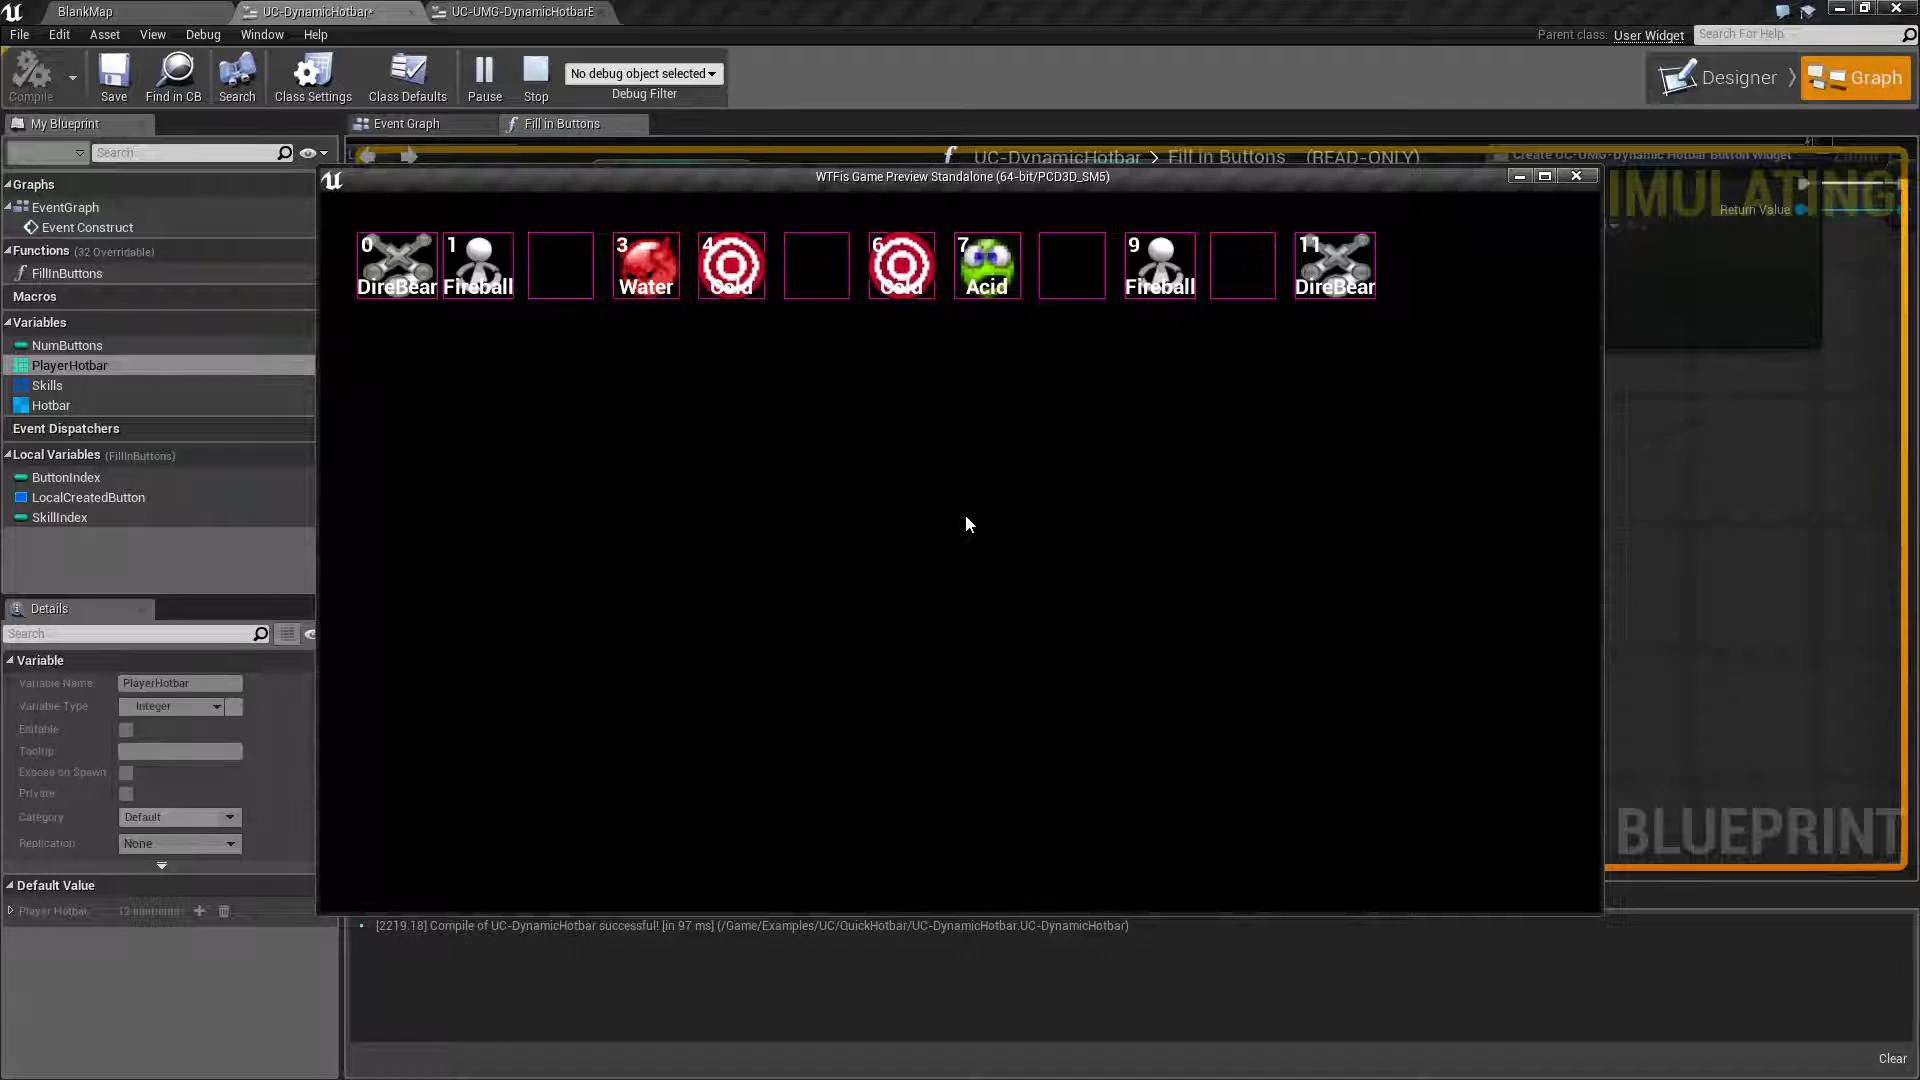 BlankMap
UC-DynamicHotbar*
UC-UMG-DynamicHotbarE
File Edit Asset View Debug Window Help
Parent class: User Widget
Search For Help
Compile
Save
Find in CB
Search
Class Settings
Class Defaults
Pause
Stop
No debug object selected
Debug Filter
Designer
Graph
My Blueprint
Event Graph
Fill in Buttons
Search
UC-DynamicHotbar > Fill in Buttons (READ-ONLY)
Create UC-UMG-Dynamic Hotbar Button Widget
WTFis Game Preview Standalone (64-bit/PCD3D_SM5)
IMULATING
Return Value
Graphs
EventGraph
Event Construct
Functions (32 Overridable)
FillInButtons
Macros
Variables
NumButtons
PlayerHotbar
Skills
Hotbar
Event Dispatchers
Local Variables (FillInButtons)
ButtonIndex
LocalCreatedButton
SkillIndex
0 1 3 4 6 7 9 11
DireBear Fireball Water Cold Cold Acid Fireball DireBear
Details
Search
Variable
Variable Name PlayerHotbar
Variable Type Integer
Editable
Tooltip
Expose on Spawn
Private
Category Default
Replication None
Default Value
Player Hotbar 12 elements
BLUEPRINT
[2219.18] Compile of UC-DynamicHotbar successful! [in 97 ms] (/Game/Examples/UC/QuickHotbar/UC-DynamicHotbar.UC-DynamicHotbar)
Clear